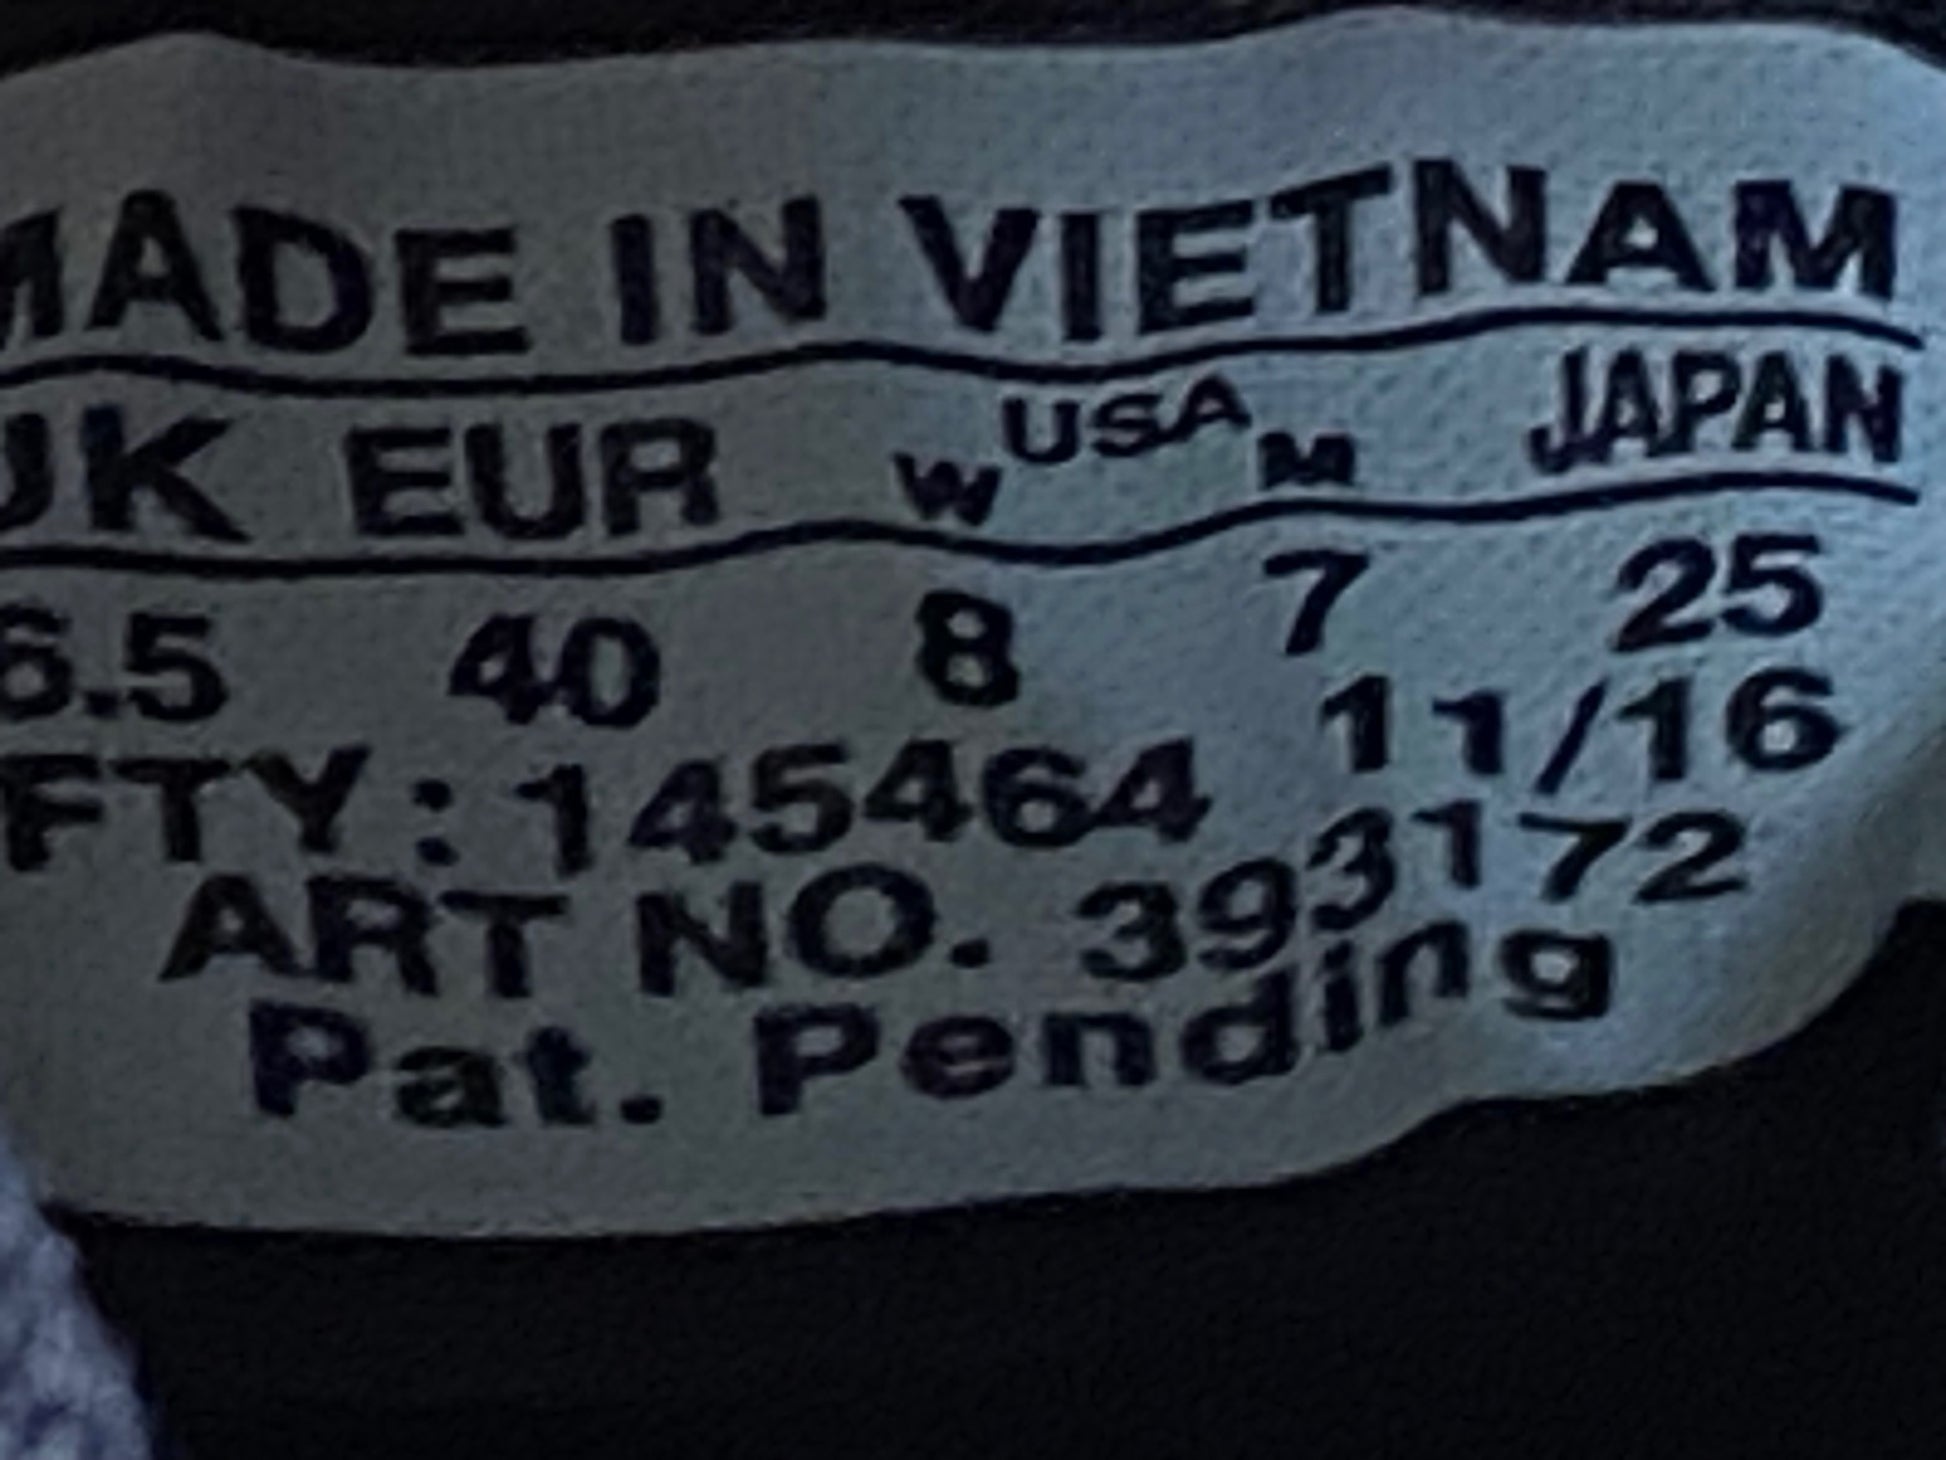 MADE IN VIETNAM
UK EUR W USA M JAPAN
6.5 40 8 7 25
FTY: 145464 11/16
ART NO. 393172
Pat. Pending